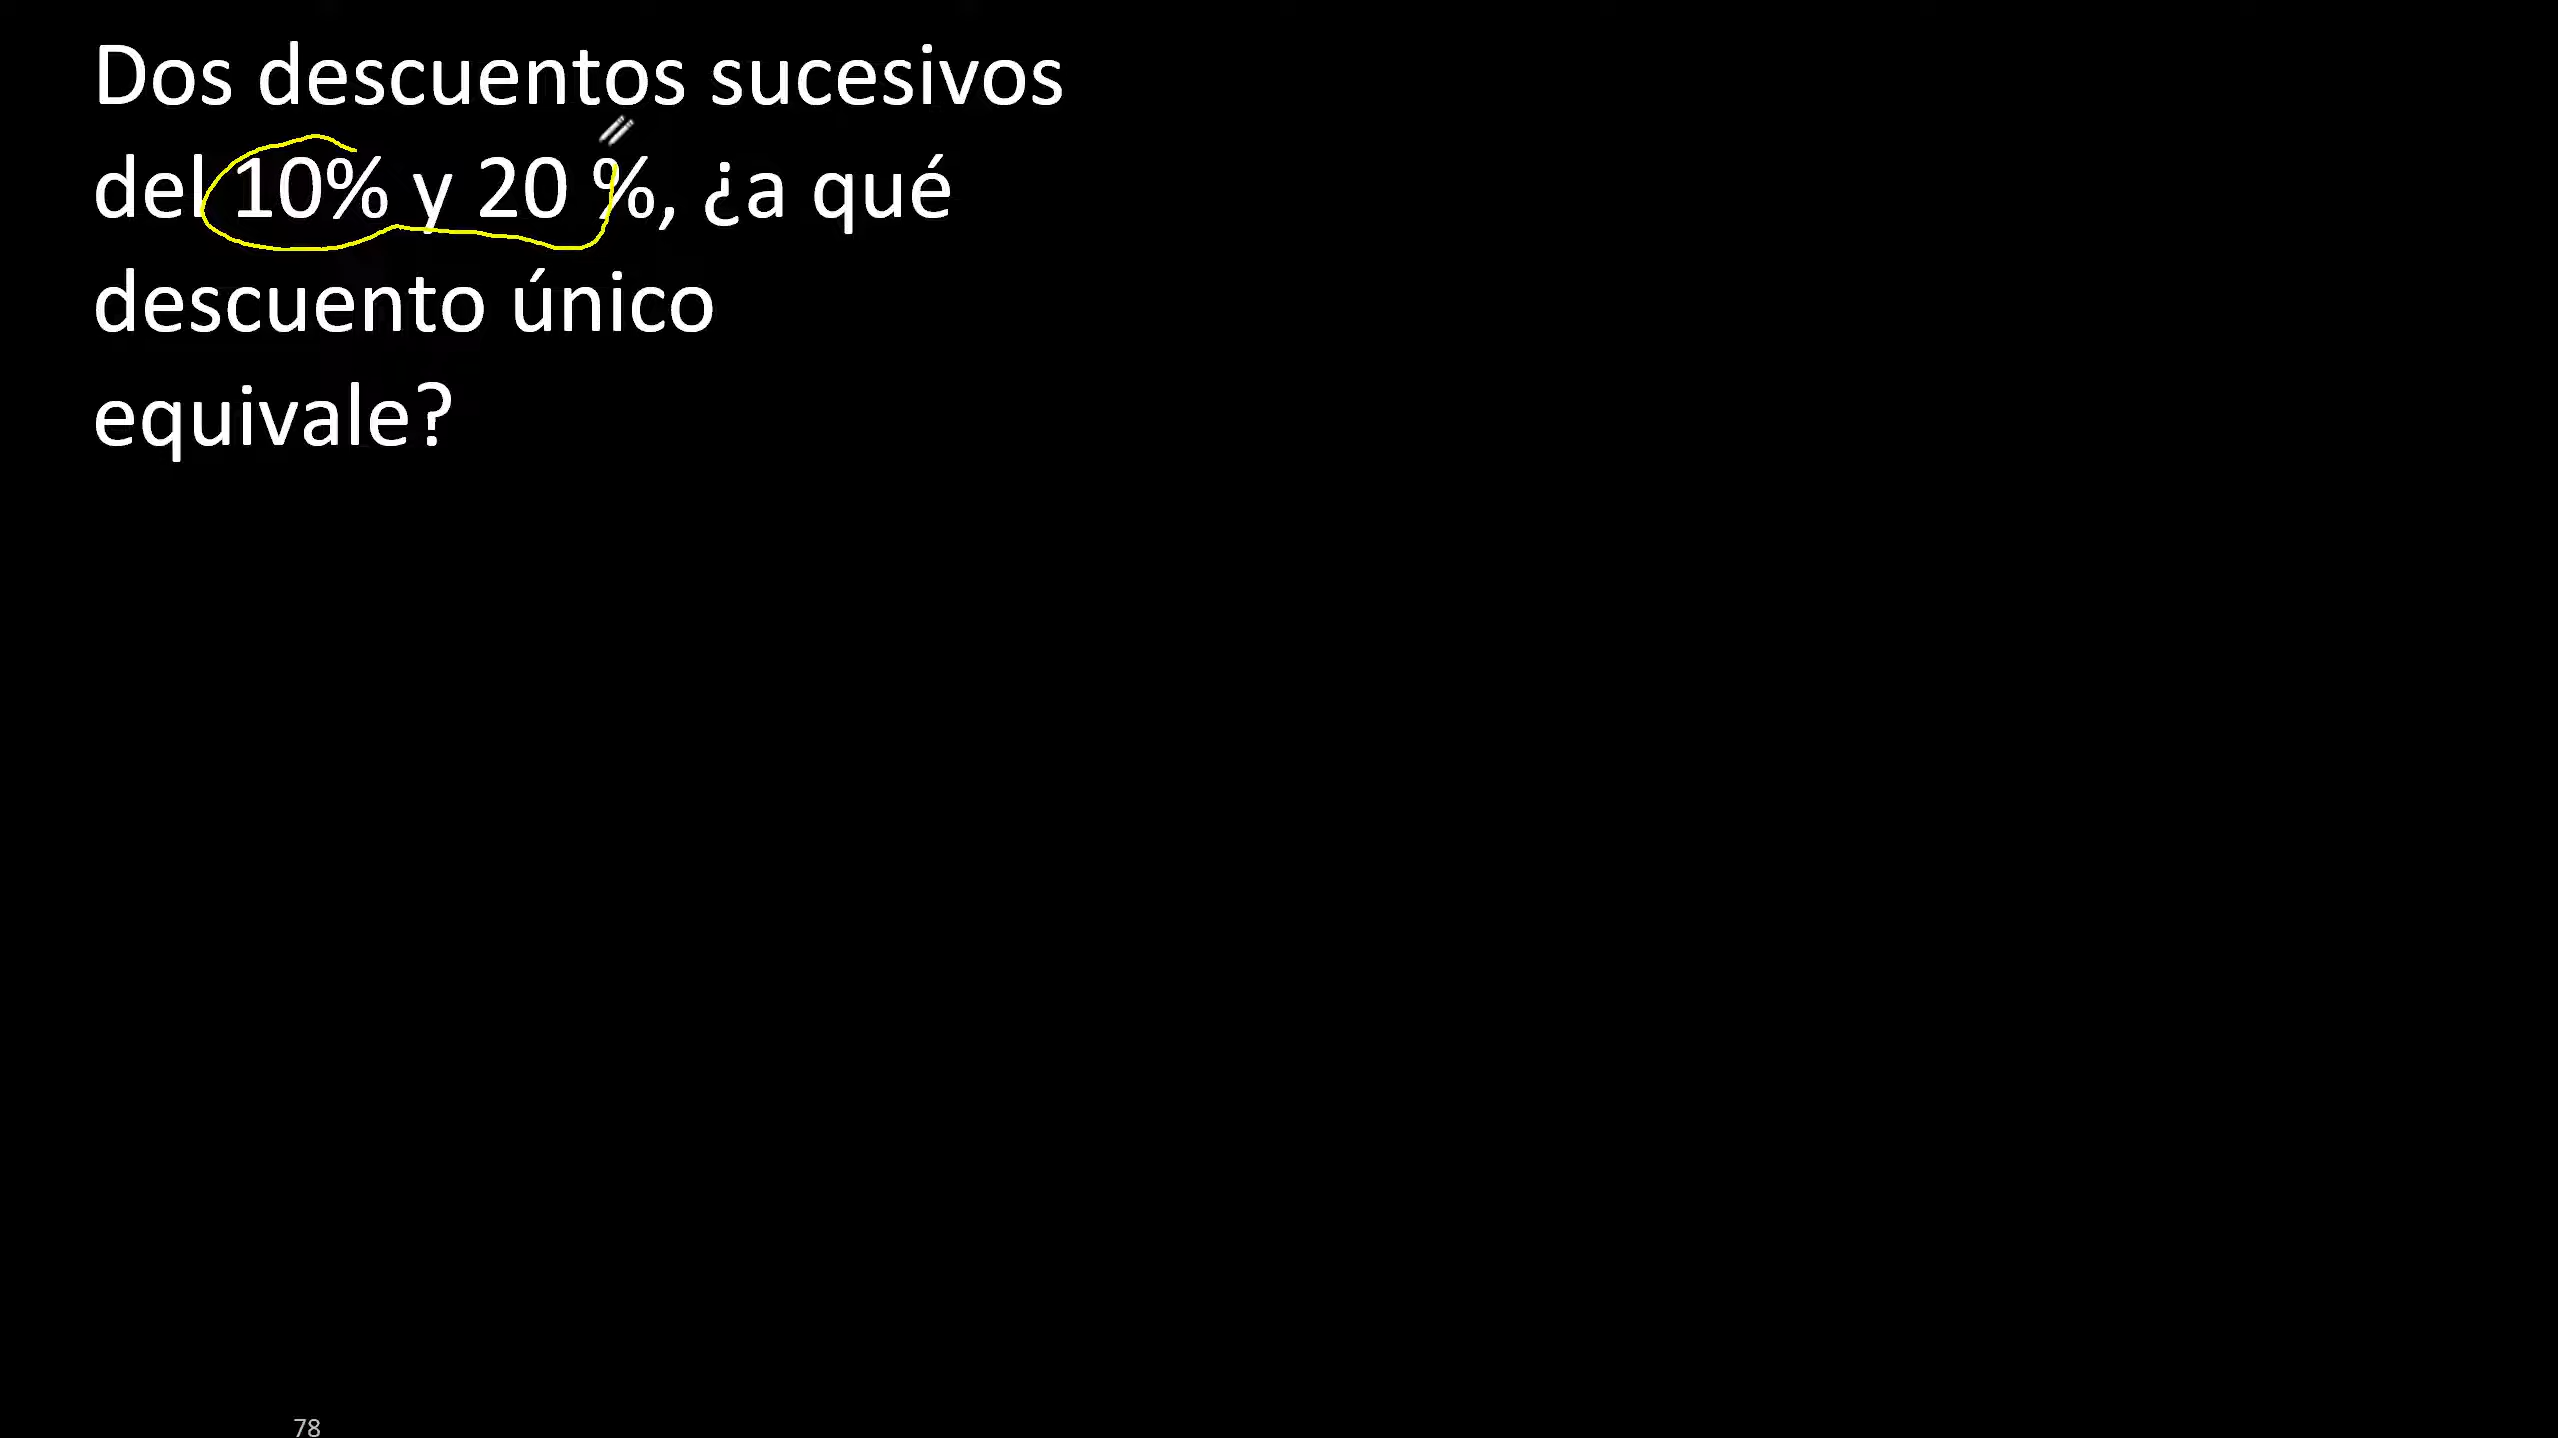 Dos descuentos sucesivos
del 10% y 20 %, ¿a qué
descuento único
equivale?
78